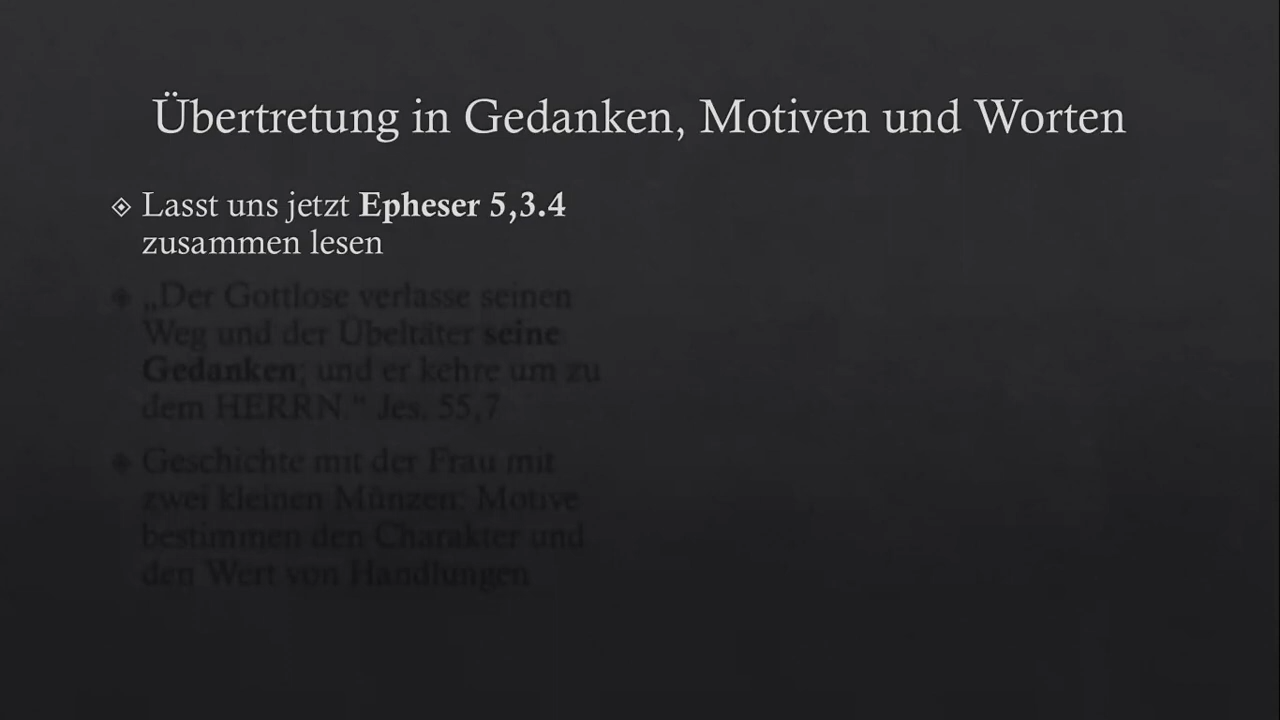 Übertretung in Gedanken, Motiven und Worten
Lasst uns jetzt Epheser 5,3.4
zusammen lesen
„Der Gottlose verlasse seinen
Weg und der Übeltäter seine
Gedanken; und er kehre um zu
dem HERRN.“ Jes. 55,7
Geschichte mit der Frau mit
zwei kleinen Münzen: Motive
bestimmen den Charakter und
den Wert von Handlungen